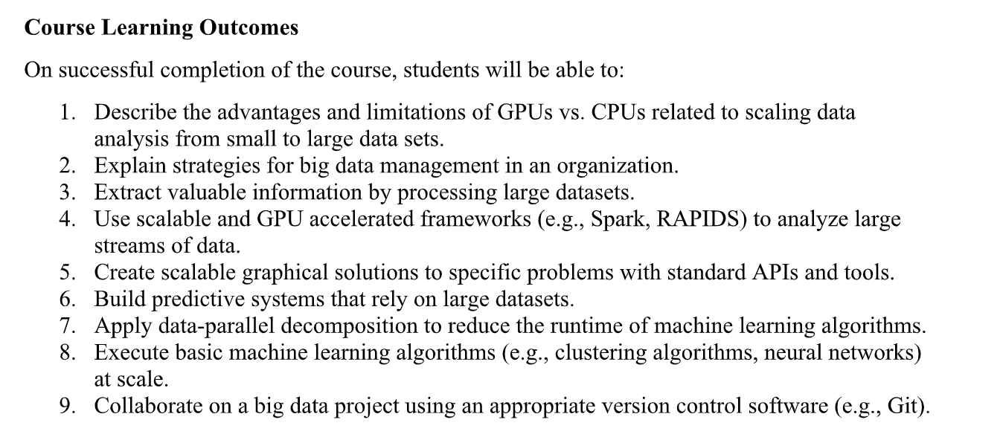 Course Learning Outcomes
On successful completion of the course, students will be able to:
1. Describe the advantages and limitations of GPUs vs. CPUs related to scaling data
analysis from small to large data sets.
2. Explain strategies for big data management in an organization.
3. Extract valuable information by processing large datasets.
4. Use scalable and GPU accelerated frameworks (e.g., Spark, RAPIDS) to analyze large
streams of data.
5. Create scalable graphical solutions to specific problems with standard APIs and tools.
6. Build predictive systems that rely on large datasets.
7. Apply data-parallel decomposition to reduce the runtime of machine learning algorithms.
8. Execute basic machine learning algorithms (e.g., clustering algorithms, neural networks)
at scale.
9. Collaborate on a big data project using an appropriate version control software (e.g., Git).